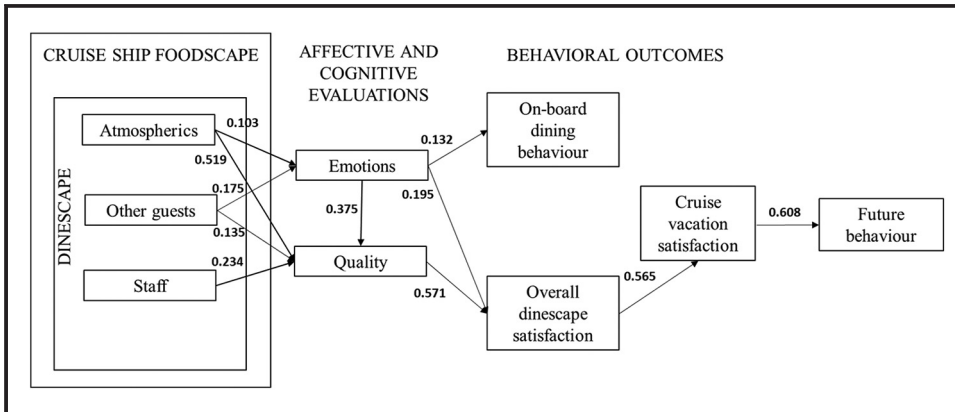 CRUISE SHIP FOODSCAPE
AFFECTIVE AND
COGNITIVE
EVALUATIONS
BEHAVIORAL OUTCOMES
DINESCAPE
Atmospherics
0.103
0.519
Other guests
0.175
0.135
Staff
0.234
Emotions
0.375
Quality
0.132
0.195
0.571
On-board
dining
behaviour
Overall
dinescape
satisfaction
0.565
Cruise
vacation
satisfaction
0.608
Future
behaviour